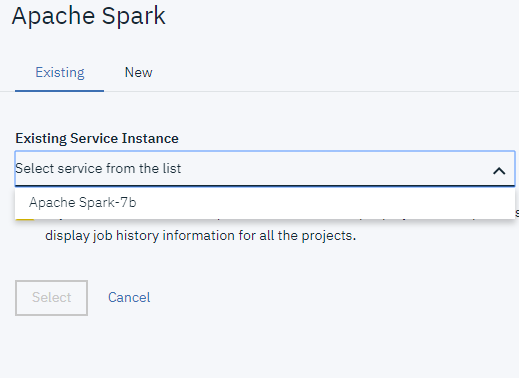 Apache Spark
Existing New
Existing Service Instance
Select service from the list
Apache Spark-7b
display job history information for all the projects.
Select Cancel